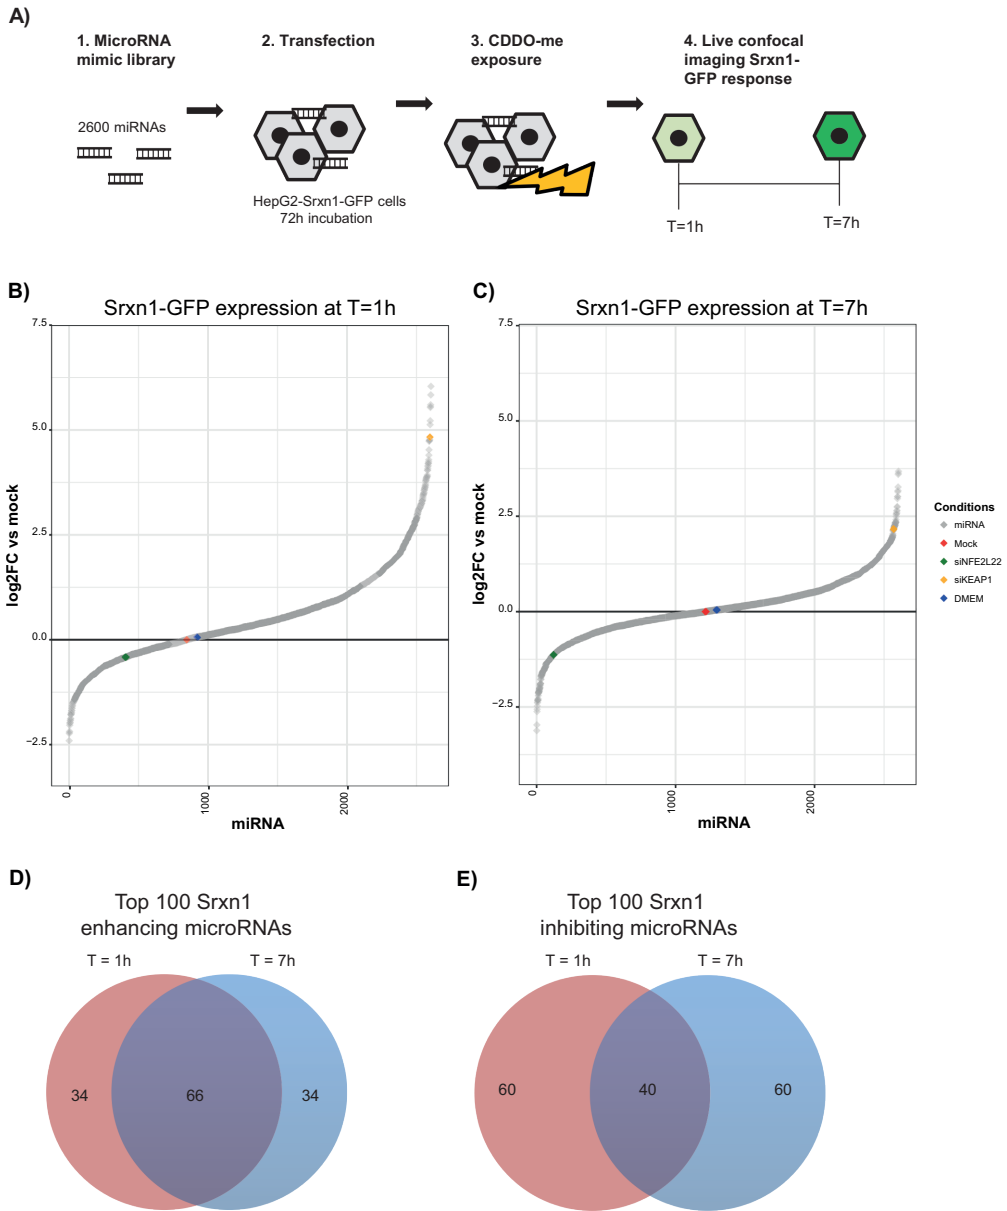 A)
1. MicroRNA
mimic library
2. Transfection
3. CDDO-me
exposure
4. Live confocal
imaging Srxn1-
GFP response
2600 miRNAs
HepG2-Srxn1-GFP cells
72h incubation
T=1h
T=7h
B)
Srxn1-GFP expression at T=1h
7.5
5.0
2.5
0.0
−2.5
log2FC vs mock
0
1000
2000
miRNA
C)
Srxn1-GFP expression at T=7h
7.5
5.0
2.5
0.0
−2.5
log2FC vs mock
0
1000
2000
miRNA
Conditions
miRNA
Mock
siNFE2L22
siKEAP1
DMEM
D)
Top 100 Srxn1
enhancing microRNAs
T = 1h
T = 7h
34
66
34
E)
Top 100 Srxn1
inhibiting microRNAs
T = 1h
T = 7h
60
40
60